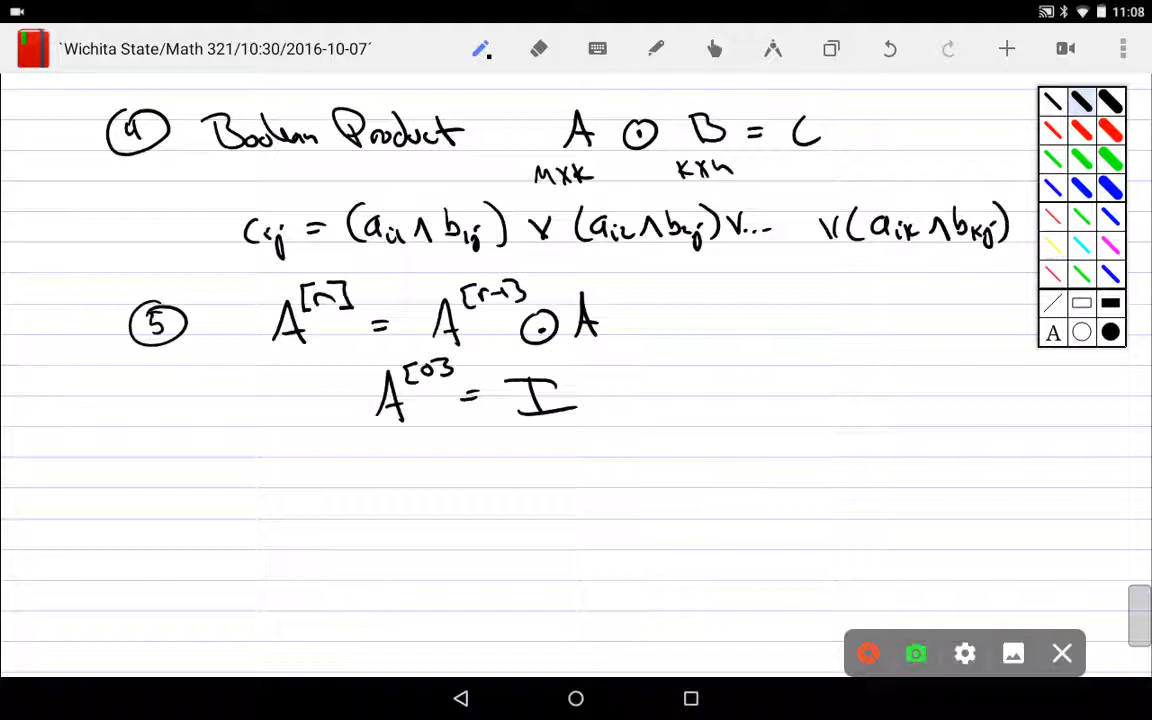 11:08
`Wichita State/Math 321/10:30/2016-10-07´
④ Boolean Product A ⊙ B = C
m×k k×n
cij = (ai1 ∧ b1j) ∨ (ai2 ∧ b2j) ∨ ... ∨ (aik ∧ bkj)
⑤ A[r] = A[r-1] ⊙ A
A[0] = I
A